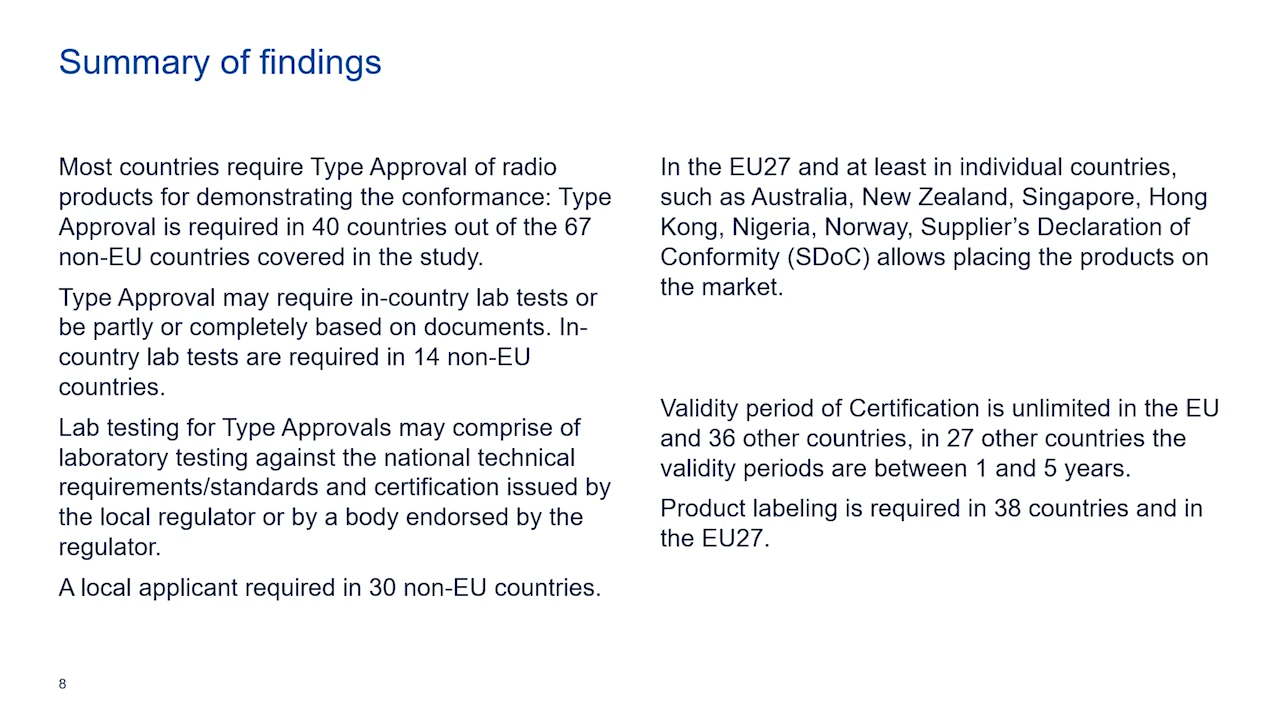 Summary of findings
Most countries require Type Approval of radio
products for demonstrating the conformance: Type
Approval is required in 40 countries out of the 67
non-EU countries covered in the study.
Type Approval may require in-country lab tests or
be partly or completely based on documents. In-
country lab tests are required in 14 non-EU
countries.
Lab testing for Type Approvals may comprise of
laboratory testing against the national technical
requirements/standards and certification issued by
the local regulator or by a body endorsed by the
regulator.
A local applicant required in 30 non-EU countries.
In the EU27 and at least in individual countries,
such as Australia, New Zealand, Singapore, Hong
Kong, Nigeria, Norway, Supplier’s Declaration of
Conformity (SDoC) allows placing the products on
the market.
Validity period of Certification is unlimited in the EU
and 36 other countries, in 27 other countries the
validity periods are between 1 and 5 years.
Product labeling is required in 38 countries and in
the EU27.
8